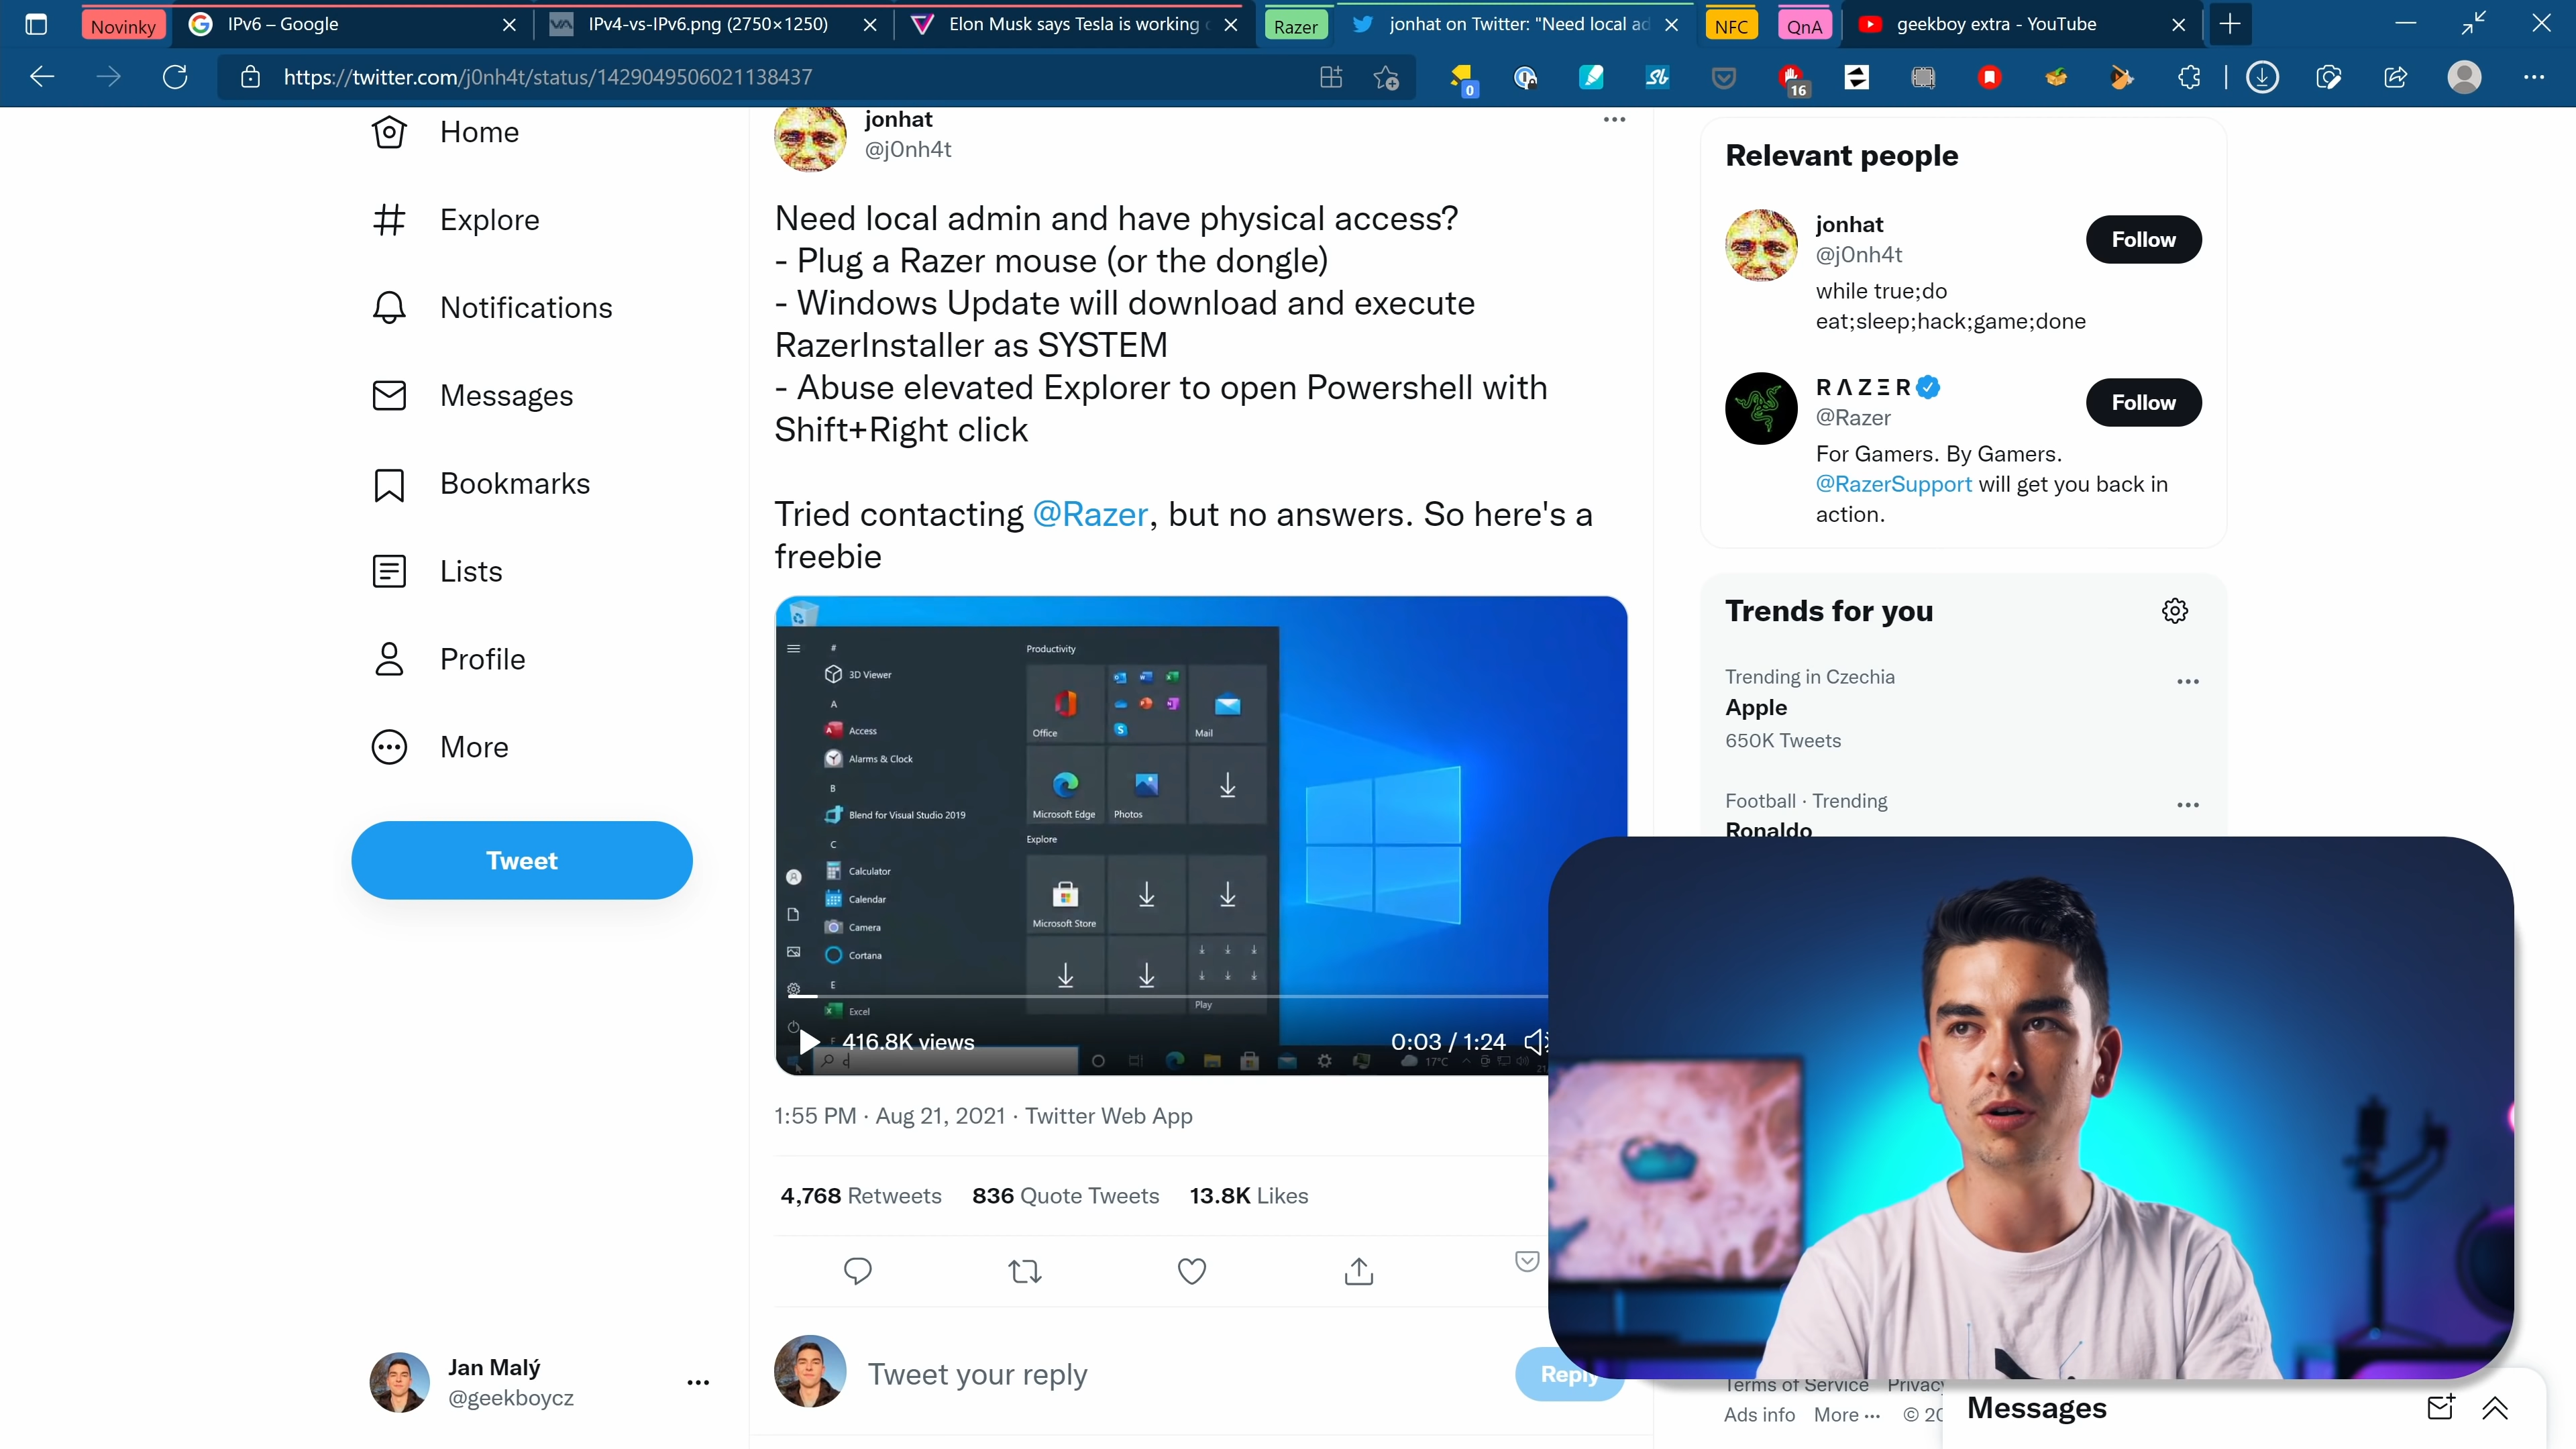 Novinky
IPv6 – Google
IPv4-vs-IPv6.png (2750×1250)
Elon Musk says Tesla is working
Razer
jonhat on Twitter: "Need local ad
NFC
QnA
geekboy extra - YouTube
https://twitter.com/j0nh4t/status/1429049506021138437
0
16
Home
Explore
Notifications
Messages
Bookmarks
Lists
Profile
More
Tweet
Jan Malý
@geekboycz
jonhat
@j0nh4t
Need local admin and have physical access?
- Plug a Razer mouse (or the dongle)
- Windows Update will download and execute
RazerInstaller as SYSTEM
- Abuse elevated Explorer to open Powershell with
Shift+Right click
Tried contacting @Razer, but no answers. So here's a
freebie
#
3D Viewer
A
Access
Alarms & Clock
B
Blend for Visual Studio 2019
C
Calculator
Calendar
Camera
Cortana
E
Excel
F
Productivity
Office
Mail
Microsoft Edge
Photos
Explore
Microsoft Store
Play
416.8K views
0:03 / 1:24
17°C
1:55 PM · Aug 21, 2021 · Twitter Web App
4,768 Retweets
836 Quote Tweets
13.8K Likes
Tweet your reply
Reply
Relevant people
jonhat
@j0nh4t
Follow
while true;do
eat;sleep;hack;game;done
RΛZΞR
@Razer
Follow
For Gamers. By Gamers.
@RazerSupport will get you back in
action.
Trends for you
Trending in Czechia
Apple
650K Tweets
Football · Trending
Ronaldo
Terms of Service
Privacy
Ads info
More ···
© 20
Messages